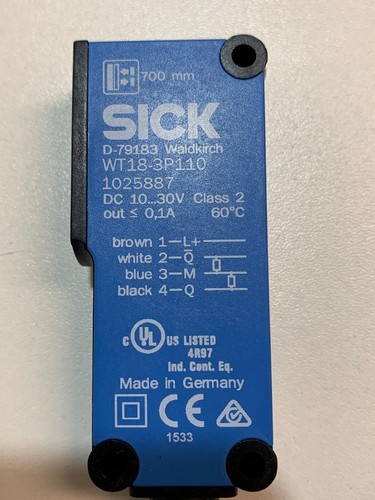 700 mm
SICK
D-79183 Waldkirch
WT18-3P110
1025887
DC 10...30V Class 2
out ≤ 0,1A 60°C
brown 1 L+
white 2 Q̅
blue 3 M
black 4 Q
C UL US LISTED
4R97
Ind. Cont. Eq.
Made in Germany
CE
1533